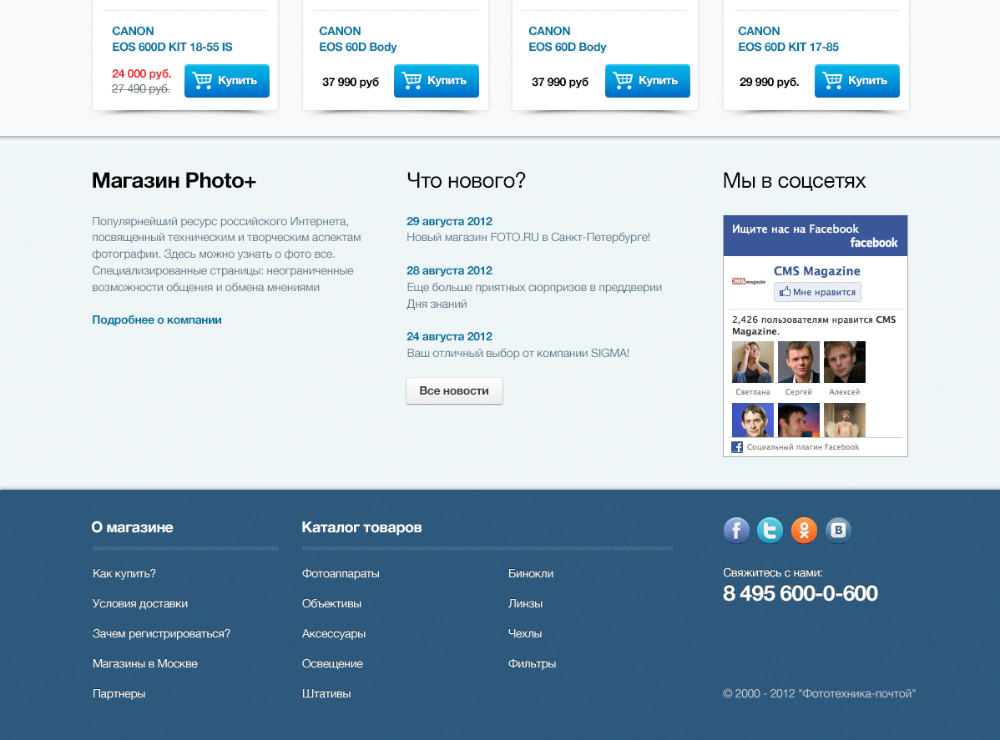 CANON
EOS 600D KIT 18-55 IS
24 000 руб.
27 490 руб.
Купить
CANON
EOS 60D Body
37 990 руб
Купить
CANON
EOS 60D Body
37 990 руб
Купить
CANON
EOS 60D KIT 17-85
29 990 руб.
Купить
Магазин Photo+
Популярнейший ресурс российского Интернета,
посвященный техническим и творческим аспектам
фотографии. Здесь можно узнать о фото все.
Специализированные страницы: неограниченные
возможности общения и обмена мнениями
Подробнее о компании
Что нового?
29 августа 2012
Новый магазин FOTO.RU в Санкт-Петербурге!
28 августа 2012
Еще больше приятных сюрпризов в преддверии
Дня знаний
24 августа 2012
Ваш отличный выбор от компании SIGMA!
Все новости
Мы в соцсетях
Ищите нас на Facebook
facebook
CMS magazin
CMS Magazine
Мне нравится
2,426 пользователям нравится CMS
Magazine.
Светлана
Сергей
Алексей
Социальный плагин Facebook
О магазине
Как купить?
Условия доставки
Зачем регистрироваться?
Магазины в Москве
Партнеры
Каталог товаров
Фотоаппараты
Объективы
Аксессуары
Освещение
Штативы
Бинокли
Линзы
Чехлы
Фильтры
Свяжитесь с нами:
8 495 600-0-600
© 2000 - 2012 "Фототехника-почтой"